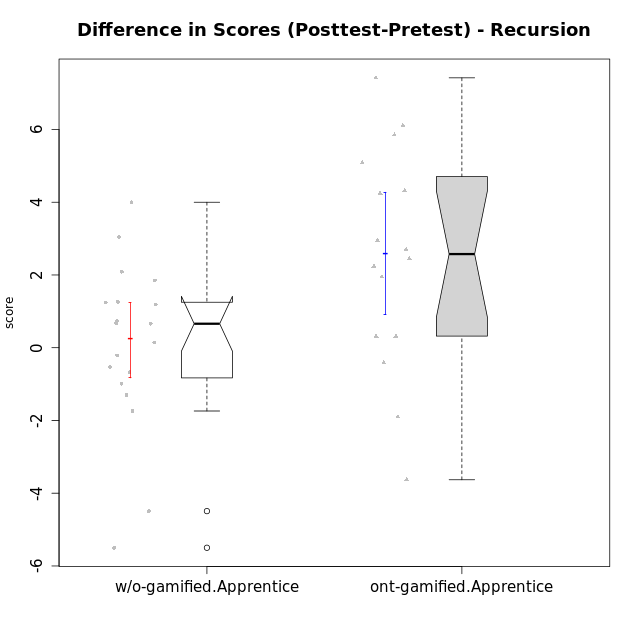 Difference in Scores (Posttest-Pretest) - Recursion
score
6
4
2
0
-2
-4
-6
w/o-gamified.Apprentice
ont-gamified.Apprentice